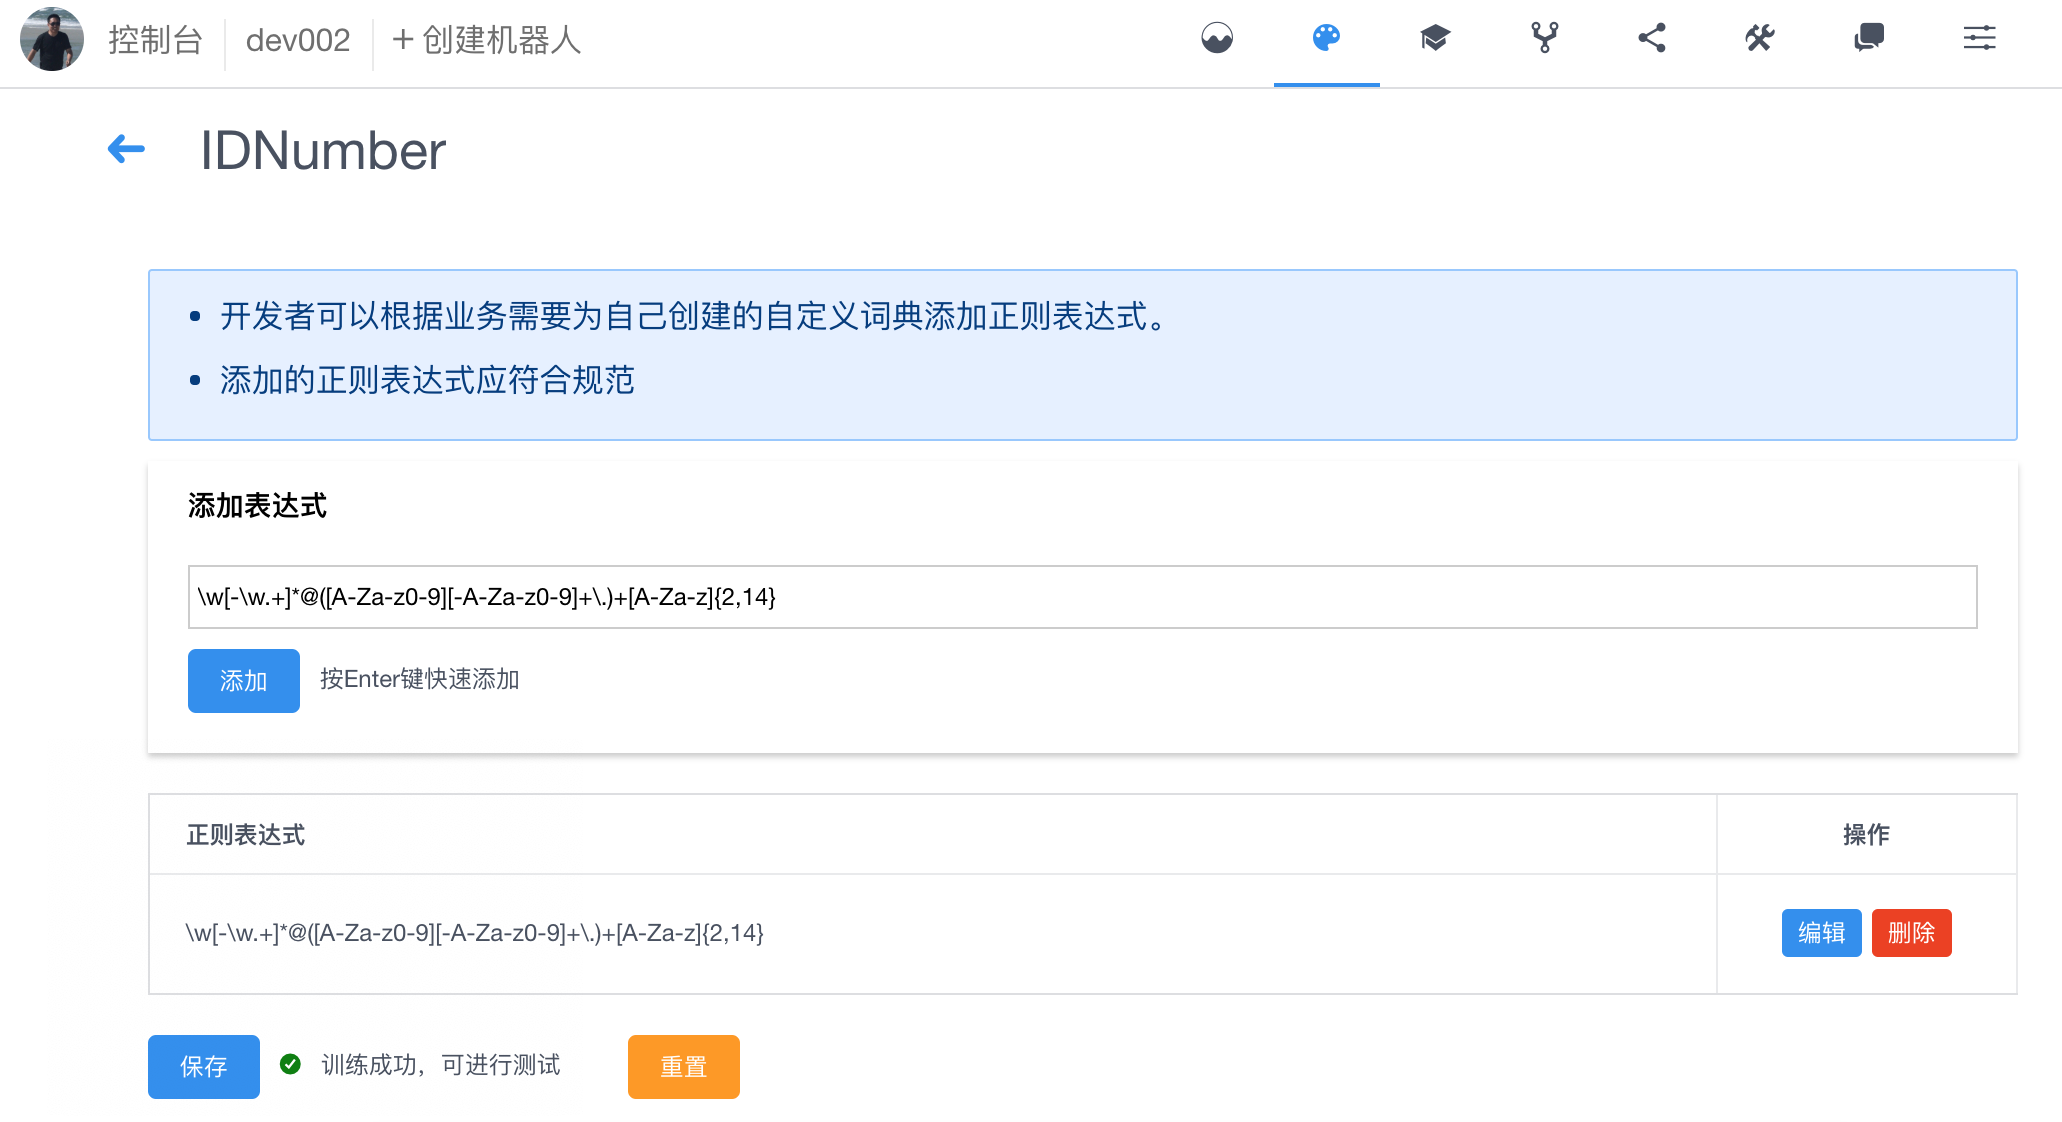 控制台 dev002 + 创建机器人
IDNumber
开发者可以根据业务需要为自己创建的自定义词典添加正则表达式。
添加的正则表达式应符合规范
添加表达式
\w[-\w.+]*@([A-Za-z0-9][-A-Za-z0-9]+\.)+[A-Za-z]{2,14}
添加 按Enter键快速添加
正则表达式 操作
\w[-\w.+]*@([A-Za-z0-9][-A-Za-z0-9]+\.)+[A-Za-z]{2,14} 编辑 删除
保存 训练成功，可进行测试 重置